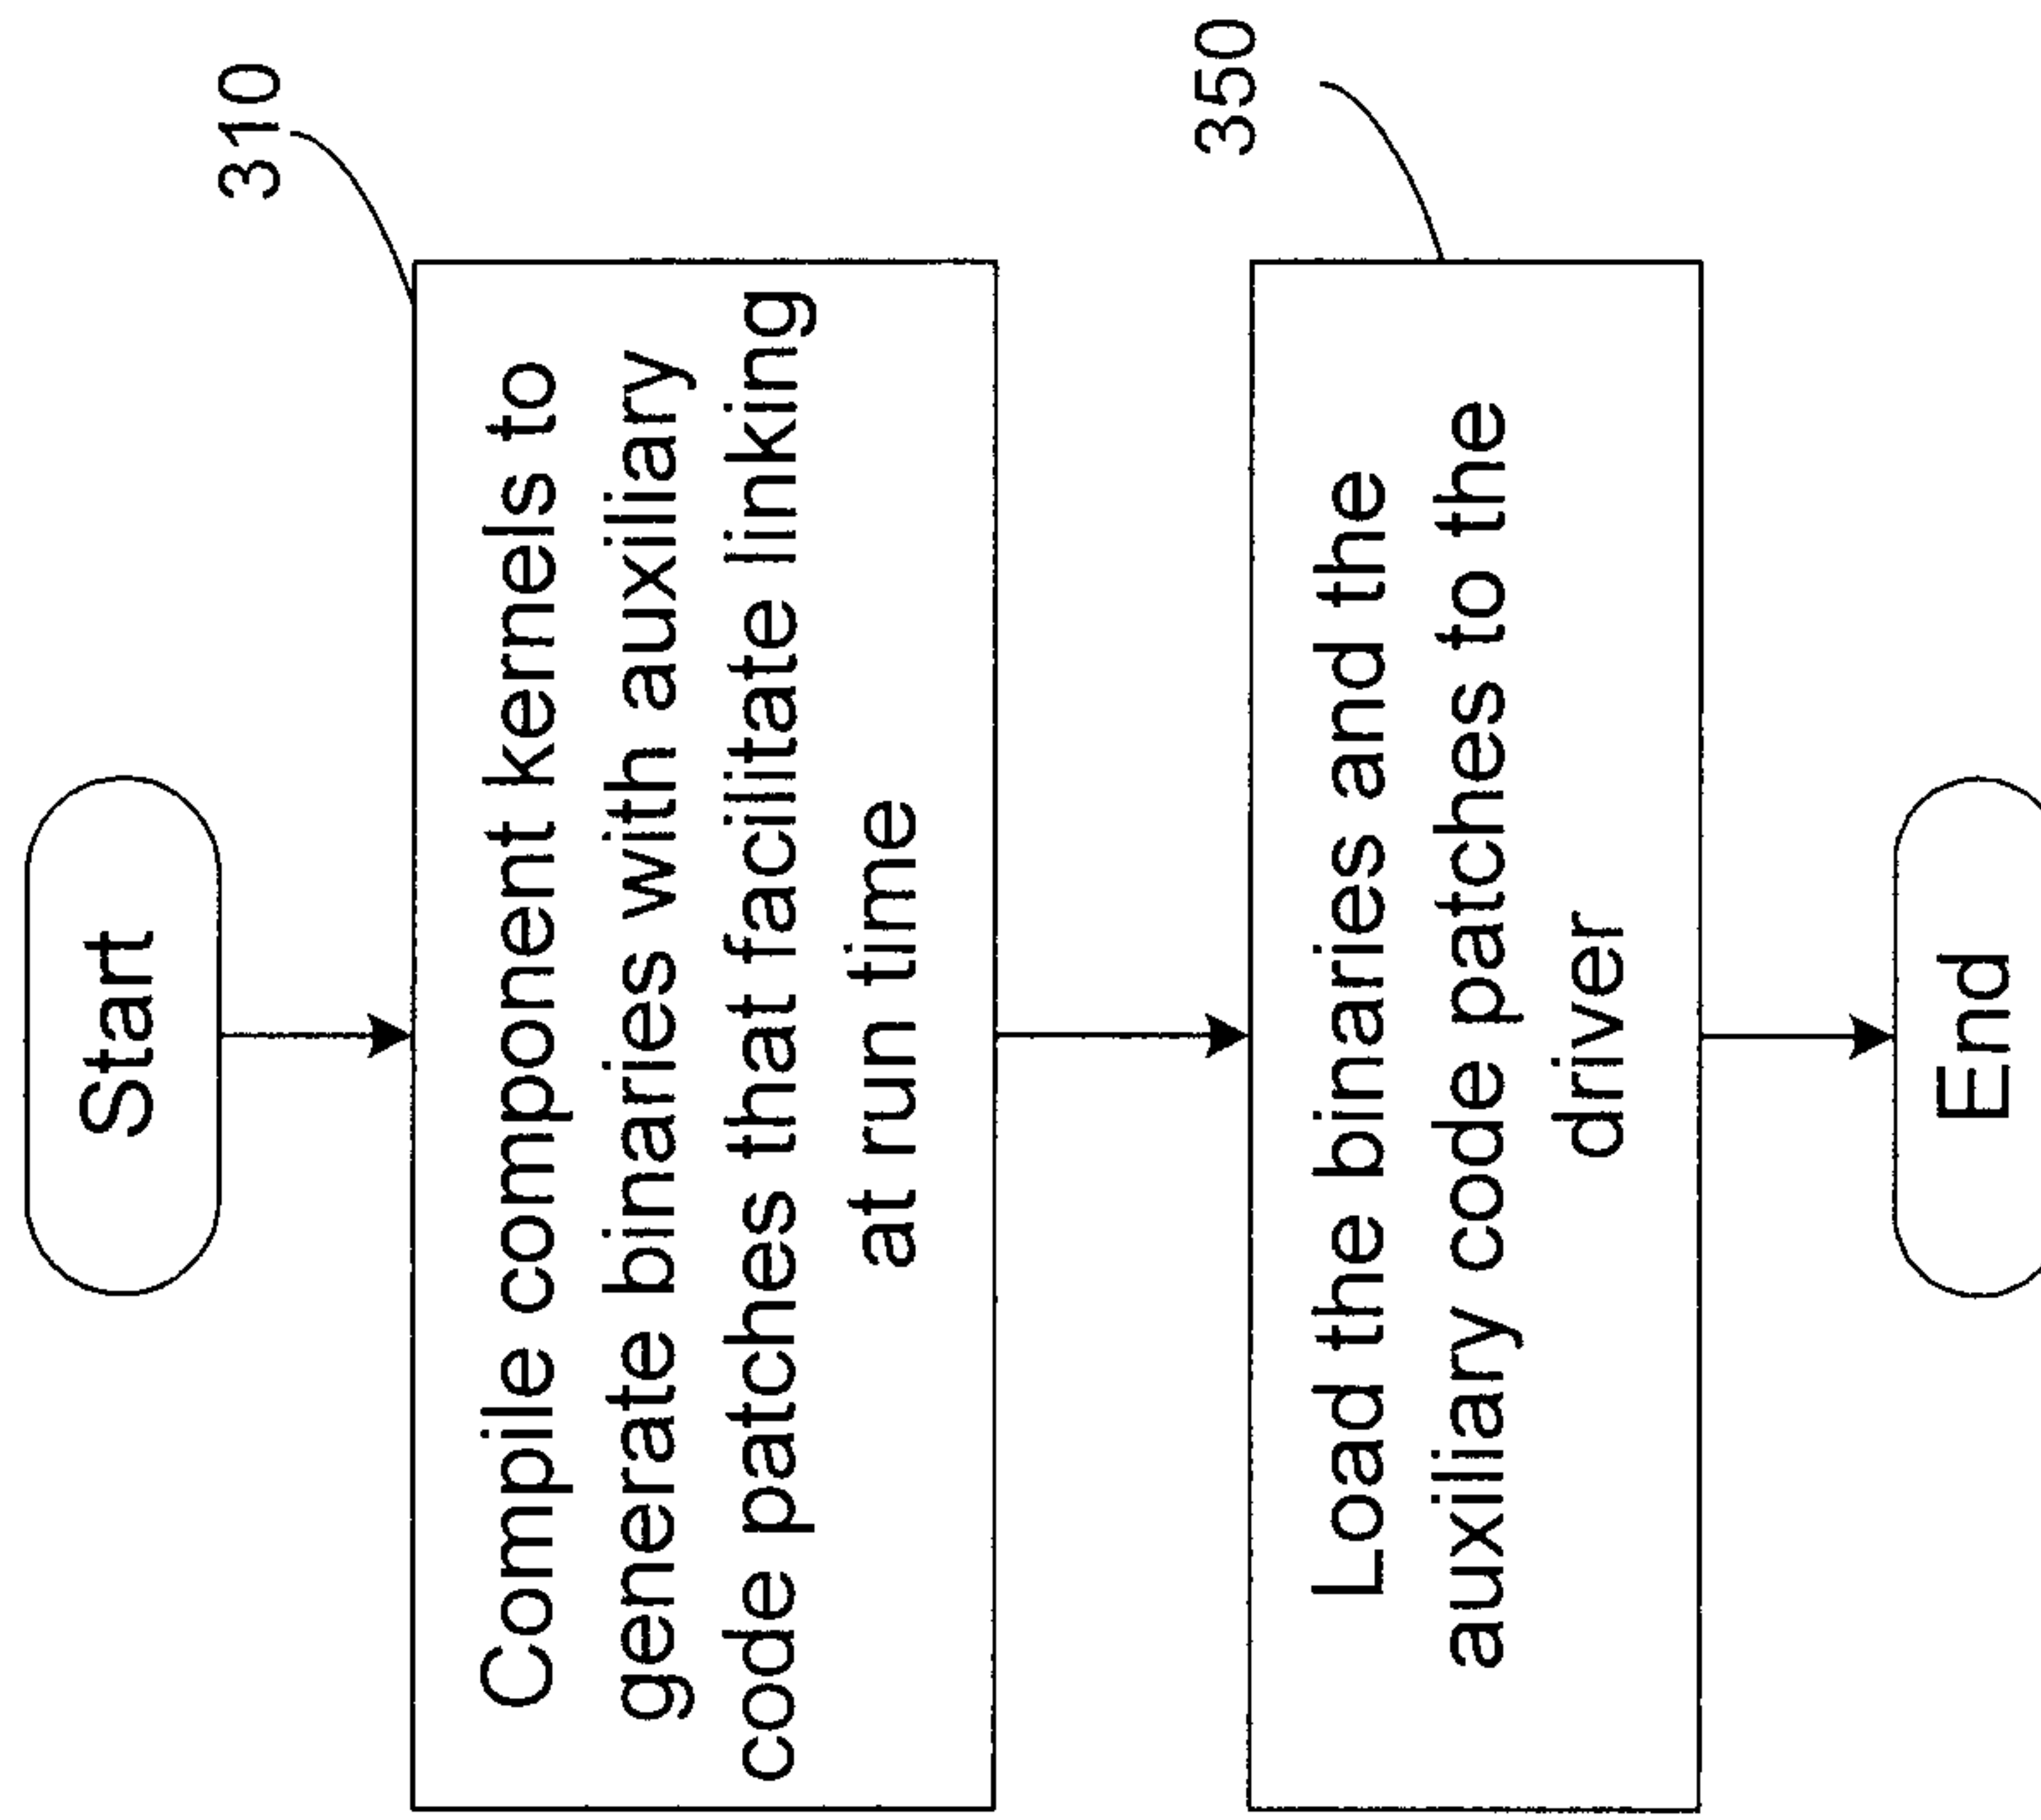 Start
310
Compile component kernels to
generate binaries with auxiliary
code patches that facilitate linking
at run time
350
Load the binaries and the
auxiliary code patches to the
driver
End